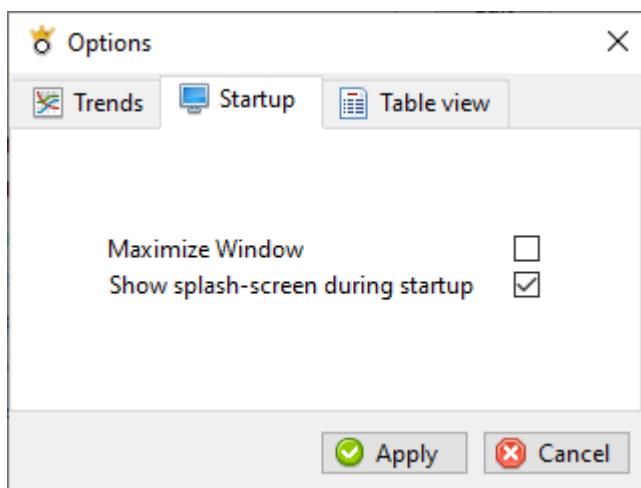 Options
Trends Startup Table view
Maximize Window
Show splash-screen during startup
Apply Cancel